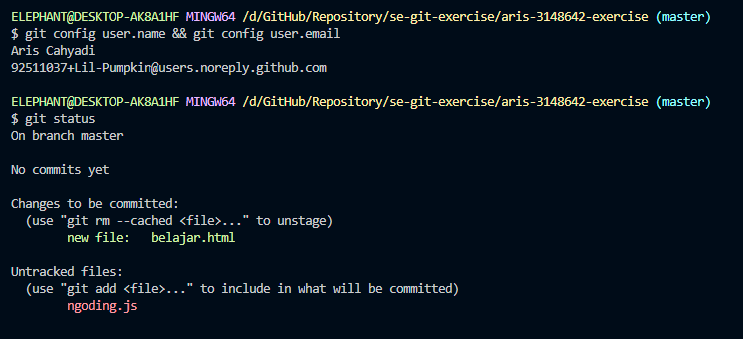 ELEPHANT@DESKTOP-AK8A1HF MINGW64 /d/GitHub/Repository/se-git-exercise/aris-3148642-exercise (master)
$ git config user.name && git config user.email
Aris Cahyadi
92511037+Lil-Pumpkin@users.noreply.github.com

ELEPHANT@DESKTOP-AK8A1HF MINGW64 /d/GitHub/Repository/se-git-exercise/aris-3148642-exercise (master)
$ git status
On branch master

No commits yet

Changes to be committed:
  (use "git rm --cached <file>..." to unstage)
        new file:   belajar.html

Untracked files:
  (use "git add <file>..." to include in what will be committed)
        ngoding.js